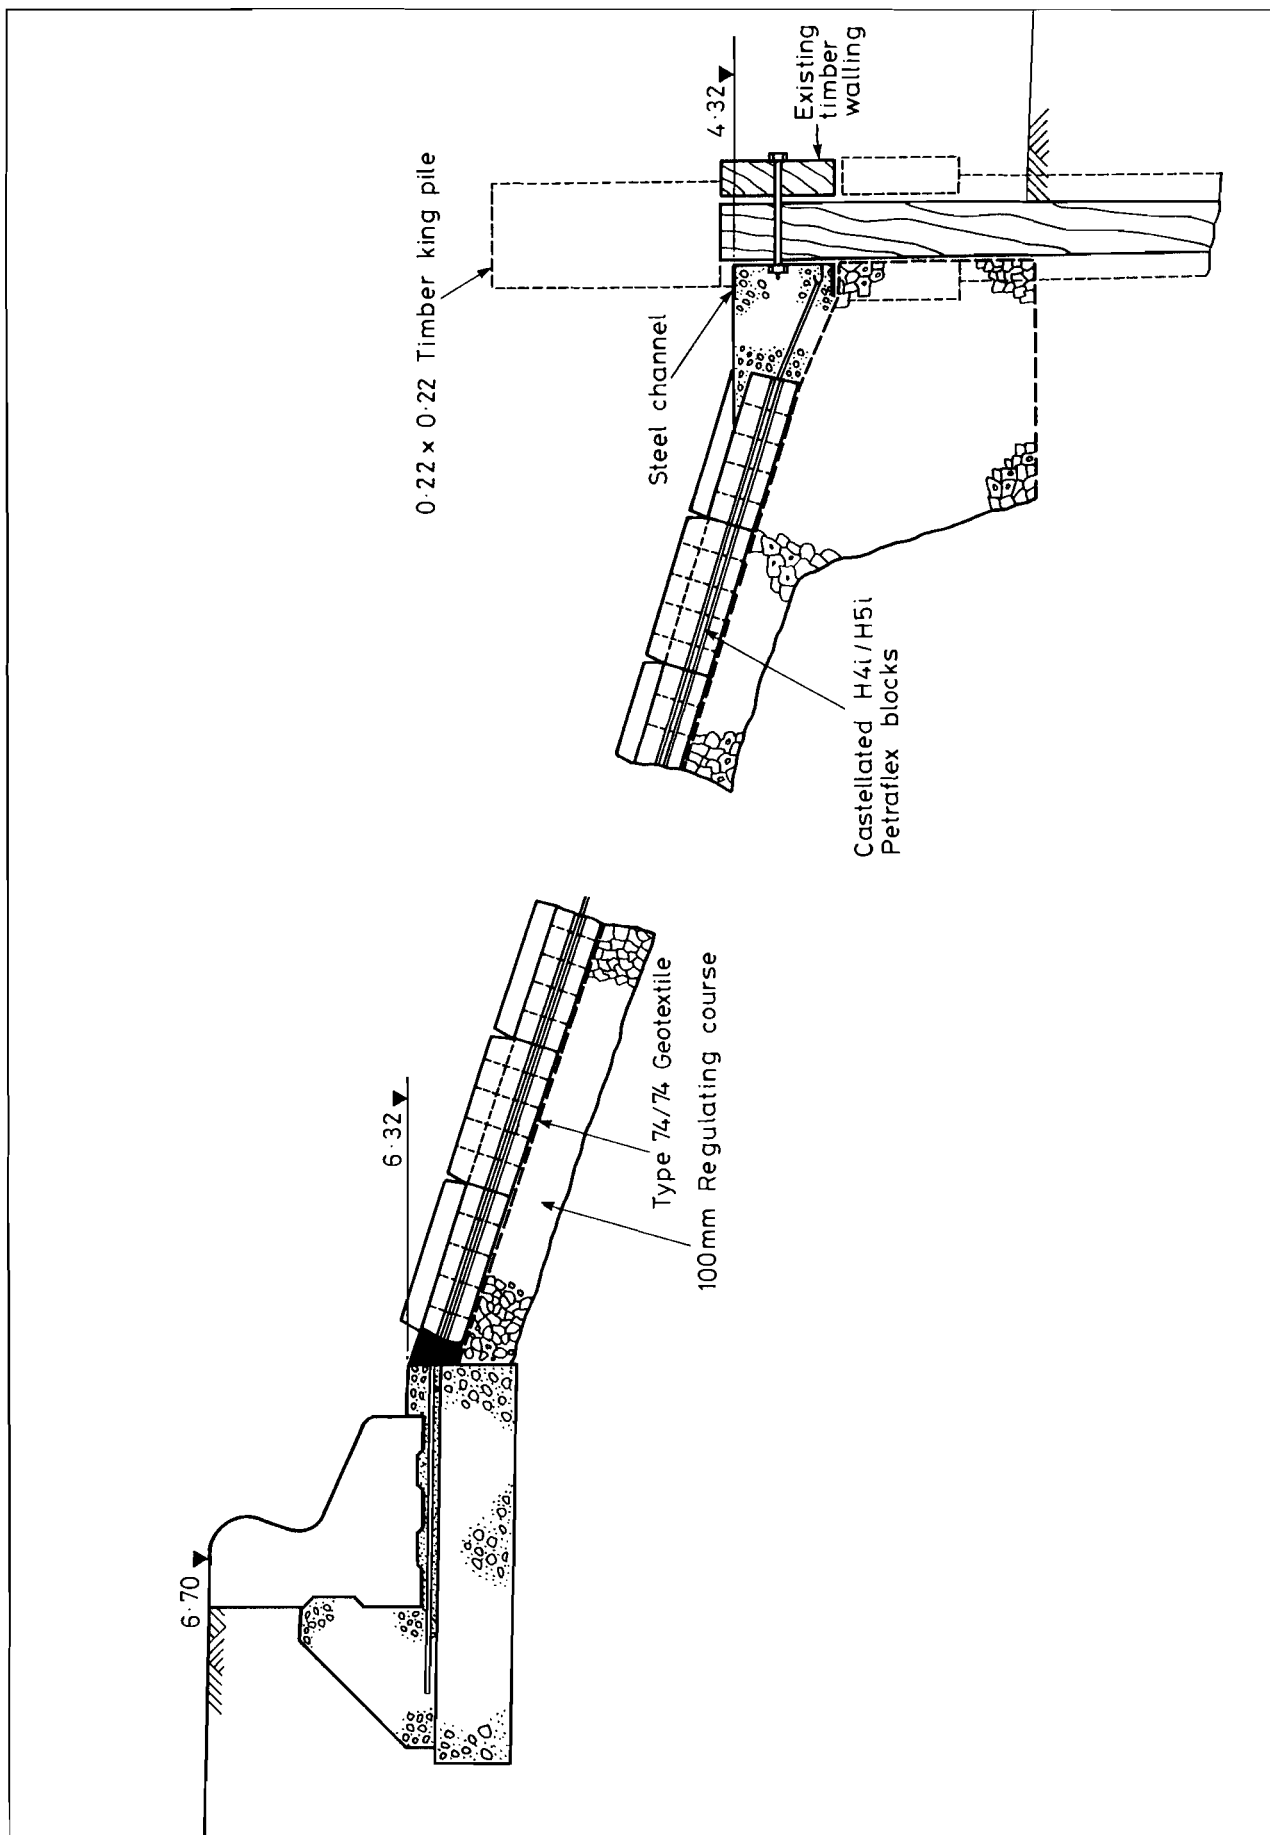 6·70
6·32
Type 74/74 Geotextile
100mm Regulating course
0·22 × 0·22 Timber king pile
Steel channel
4·32
Existing
timber
walling
Castellated H4i/H5i
Petraflex blocks